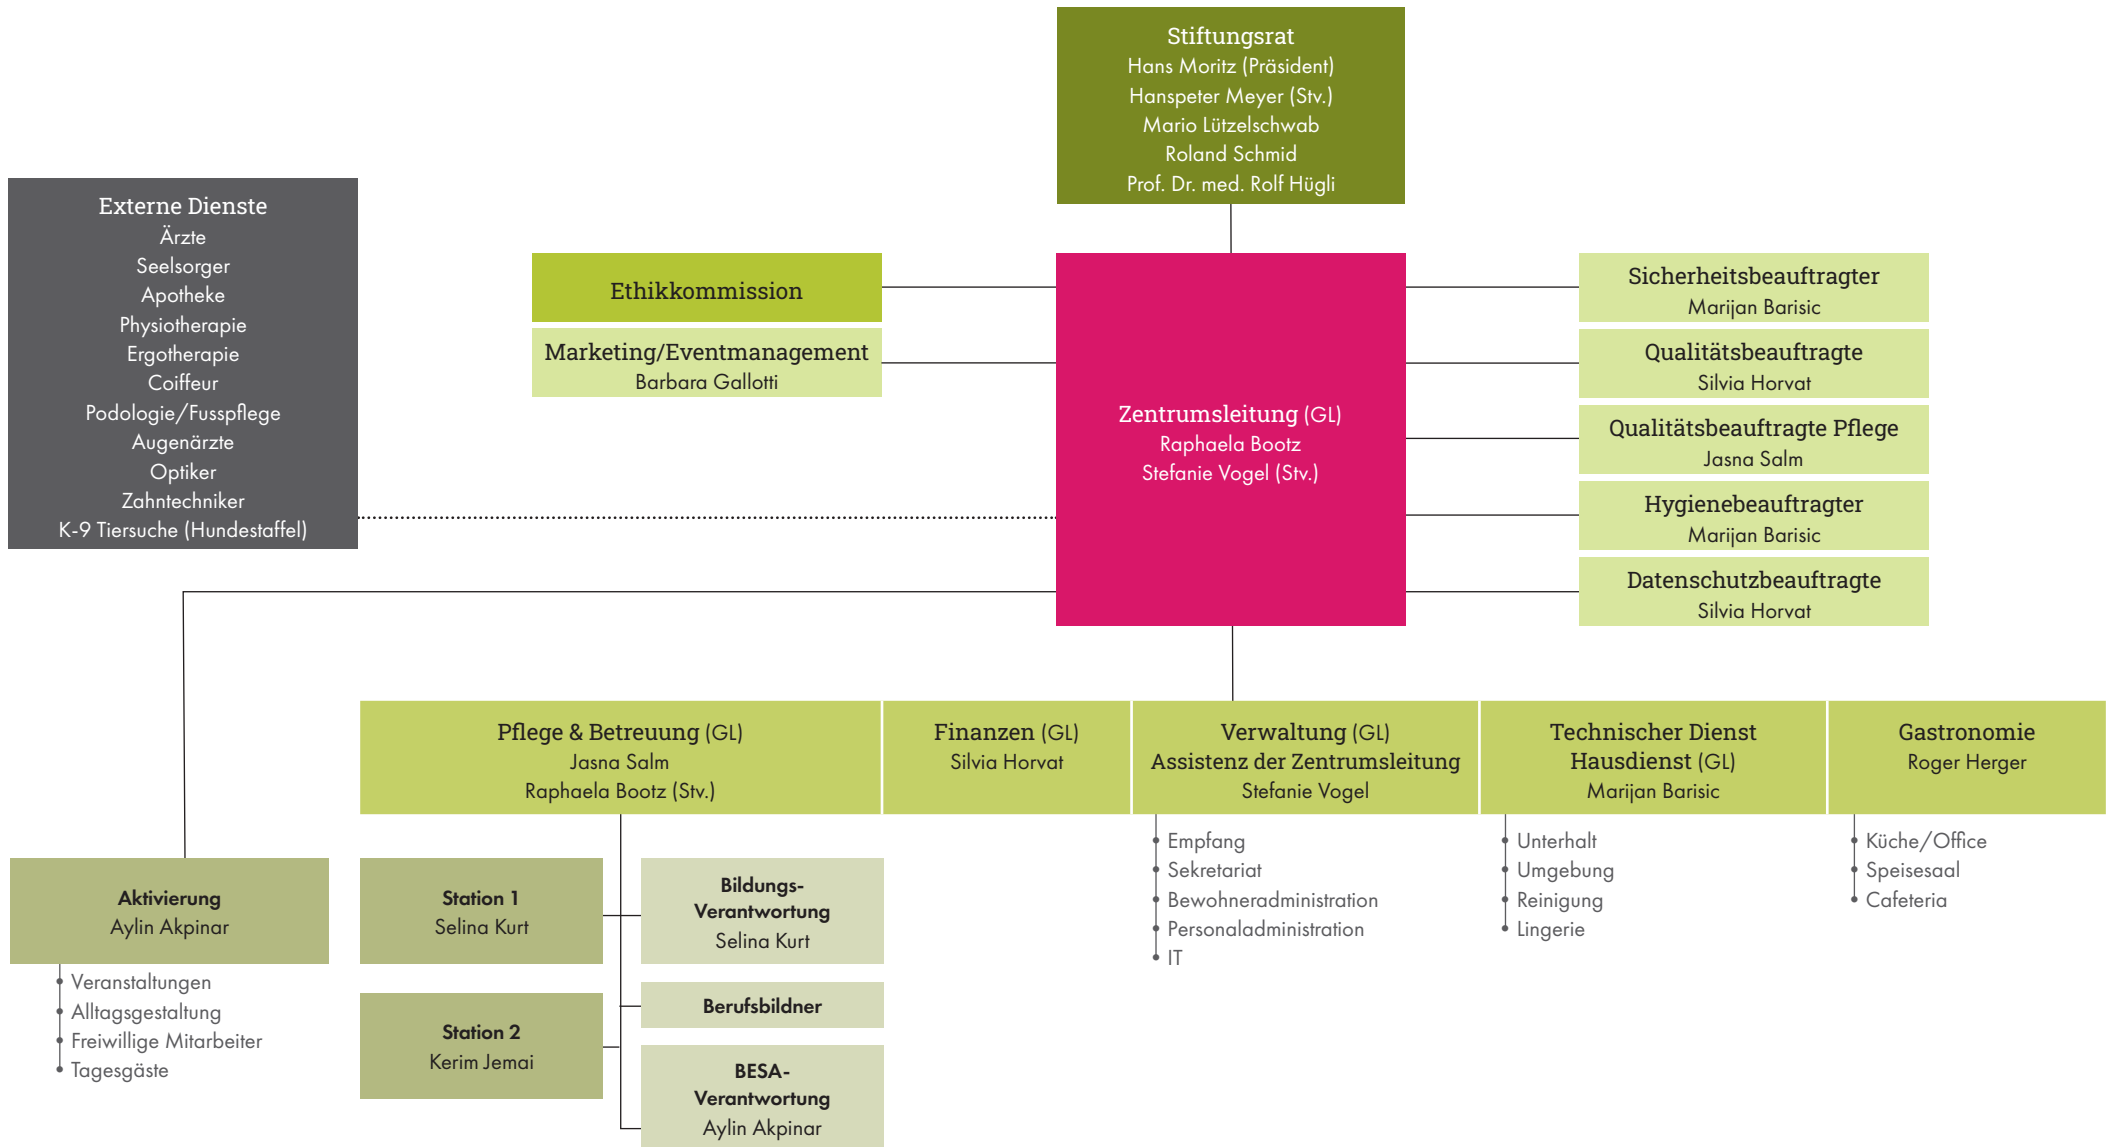 Stiftungsrat
Hans Moritz (Präsident)
Hanspeter Meyer (Stv.)
Mario Lützelschwab
Roland Schmid
Prof. Dr. med. Rolf Hügli
Externe Dienste
Ärzte
Seelsorger
Apotheke
Physiotherapie
Ergotherapie
Coiffeur
Podologie/Fusspflege
Augenärzte
Optiker
Zahntechniker
K-9 Tiersuche (Hundestaffel)
Ethikkommission
Marketing/Eventmanagement
Barbara Gallotti
Zentrumsleitung (GL)
Raphaela Bootz
Stefanie Vogel (Stv.)
Sicherheitsbeauftragter
Marijan Barisic
Qualitätsbeauftragte
Silvia Horvat
Qualitätsbeauftragte Pflege
Jasna Salm
Hygienebeauftragter
Marijan Barisic
Datenschutzbeauftragte
Silvia Horvat
Pflege & Betreuung (GL)
Jasna Salm
Raphaela Bootz (Stv.)
Finanzen (GL)
Silvia Horvat
Verwaltung (GL)
Assistenz der Zentrumsleitung
Stefanie Vogel
Technischer Dienst
Hausdienst (GL)
Marijan Barisic
Gastronomie
Roger Herger
Aktivierung
Aylin Akpinar
• Veranstaltungen
• Alltagsgestaltung
• Freiwillige Mitarbeiter
• Tagesgäste
Station 1
Selina Kurt
Station 2
Kerim Jemai
Bildungs-
Verantwortung
Selina Kurt
Berufsbildner
BESA-
Verantwortung
Aylin Akpinar
• Empfang
• Sekretariat
• Bewohneradministration
• Personaladministration
• IT
• Unterhalt
• Umgebung
• Reinigung
• Lingerie
• Küche/Office
• Speisesaal
• Cafeteria